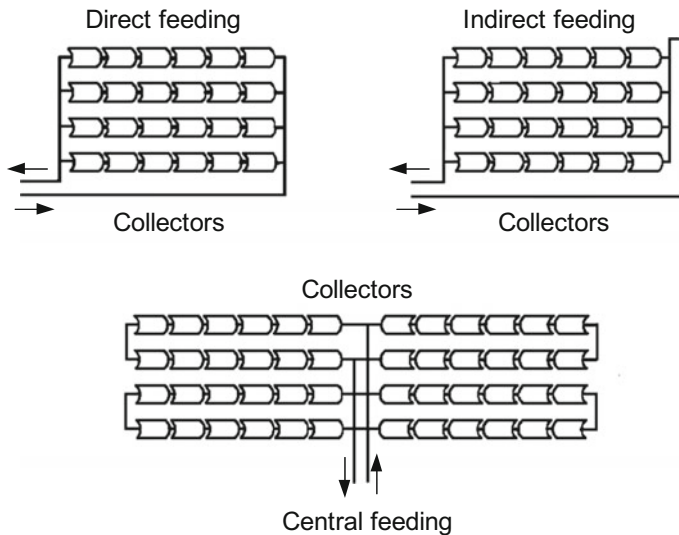 Direct feeding
Indirect feeding
Collectors
Collectors
Collectors
Central feeding